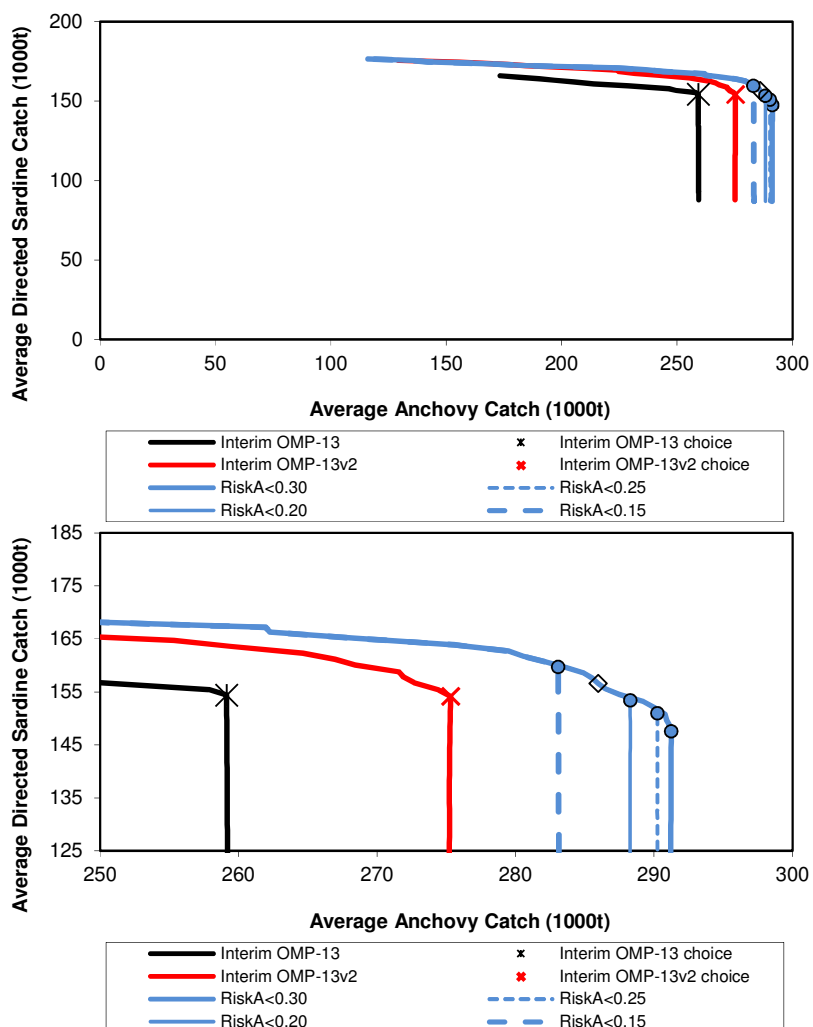 Average Directed Sardine Catch (1000t)
200
150
100
50
0
0 50 100 150 200 250 300
Average Anchovy Catch (1000t)
Interim OMP-13 Interim OMP-13 choice
Interim OMP-13v2 Interim OMP-13v2 choice
RiskA<0.30 RiskA<0.25
RiskA<0.20 RiskA<0.15
Average Directed Sardine Catch (1000t)
185
175
165
155
145
135
125
250 260 270 280 290 300
Average Anchovy Catch (1000t)
Interim OMP-13 Interim OMP-13 choice
Interim OMP-13v2 Interim OMP-13v2 choice
RiskA<0.30 RiskA<0.25
RiskA<0.20 RiskA<0.15